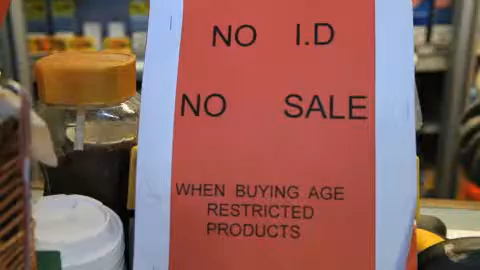 NO I.D
NO SALE
WHEN BUYING AGE
RESTRICTED
PRODUCTS